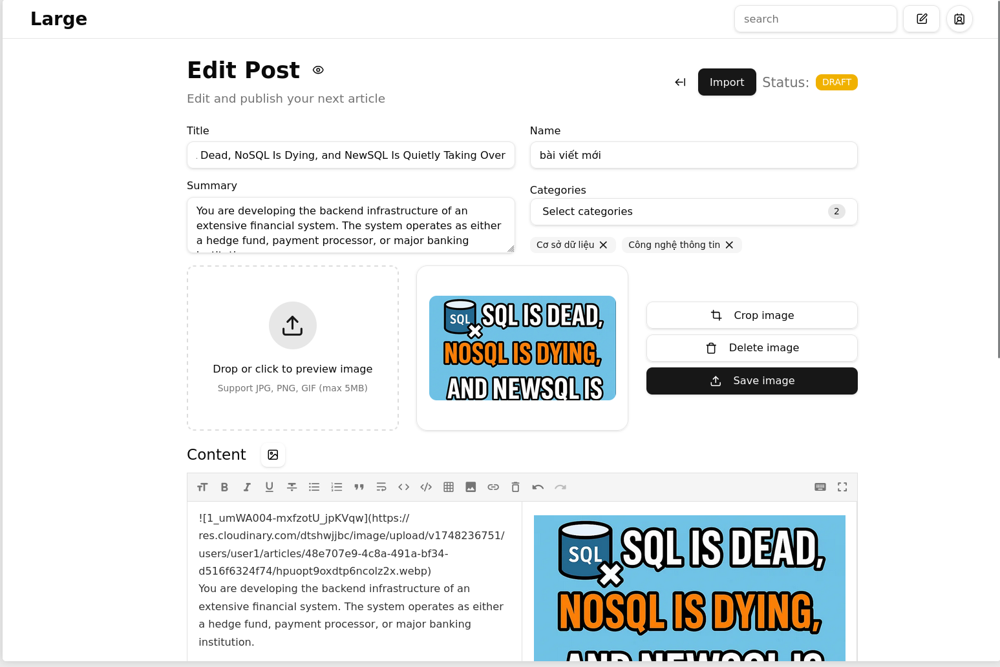 Large
search
Edit Post
Edit and publish your next article
Import
Status:
DRAFT
Title
Name
Dead, NoSQL Is Dying, and NewSQL Is Quietly Taking Over
bài viết mới
Summary
Categories
You are developing the backend infrastructure of an
extensive financial system. The system operates as either
a hedge fund, payment processor, or major banking
Select categories
2
Cơ sở dữ liệu
Công nghệ thông tin
Drop or click to preview image
Support JPG, PNG, GIF (max 5MB)
SQL
SQL IS DEAD,
NOSQL IS DYING,
AND NEWSQL IS
Crop image
Delete image
Save image
Content
![1_umWA004-mxfzotU_jpKVqw](https://
res.cloudinary.com/dtshwjjbc/image/upload/v1748236751/
users/user1/articles/48e707e9-4c8a-491a-bf34-
d516f6324f74/hpuopt9oxdtp6ncolz2x.webp)
You are developing the backend infrastructure of an
extensive financial system. The system operates as either
a hedge fund, payment processor, or major banking
institution.
SQL
SQL IS DEAD,
NOSQL IS DYING,
AND NEWSQL IS